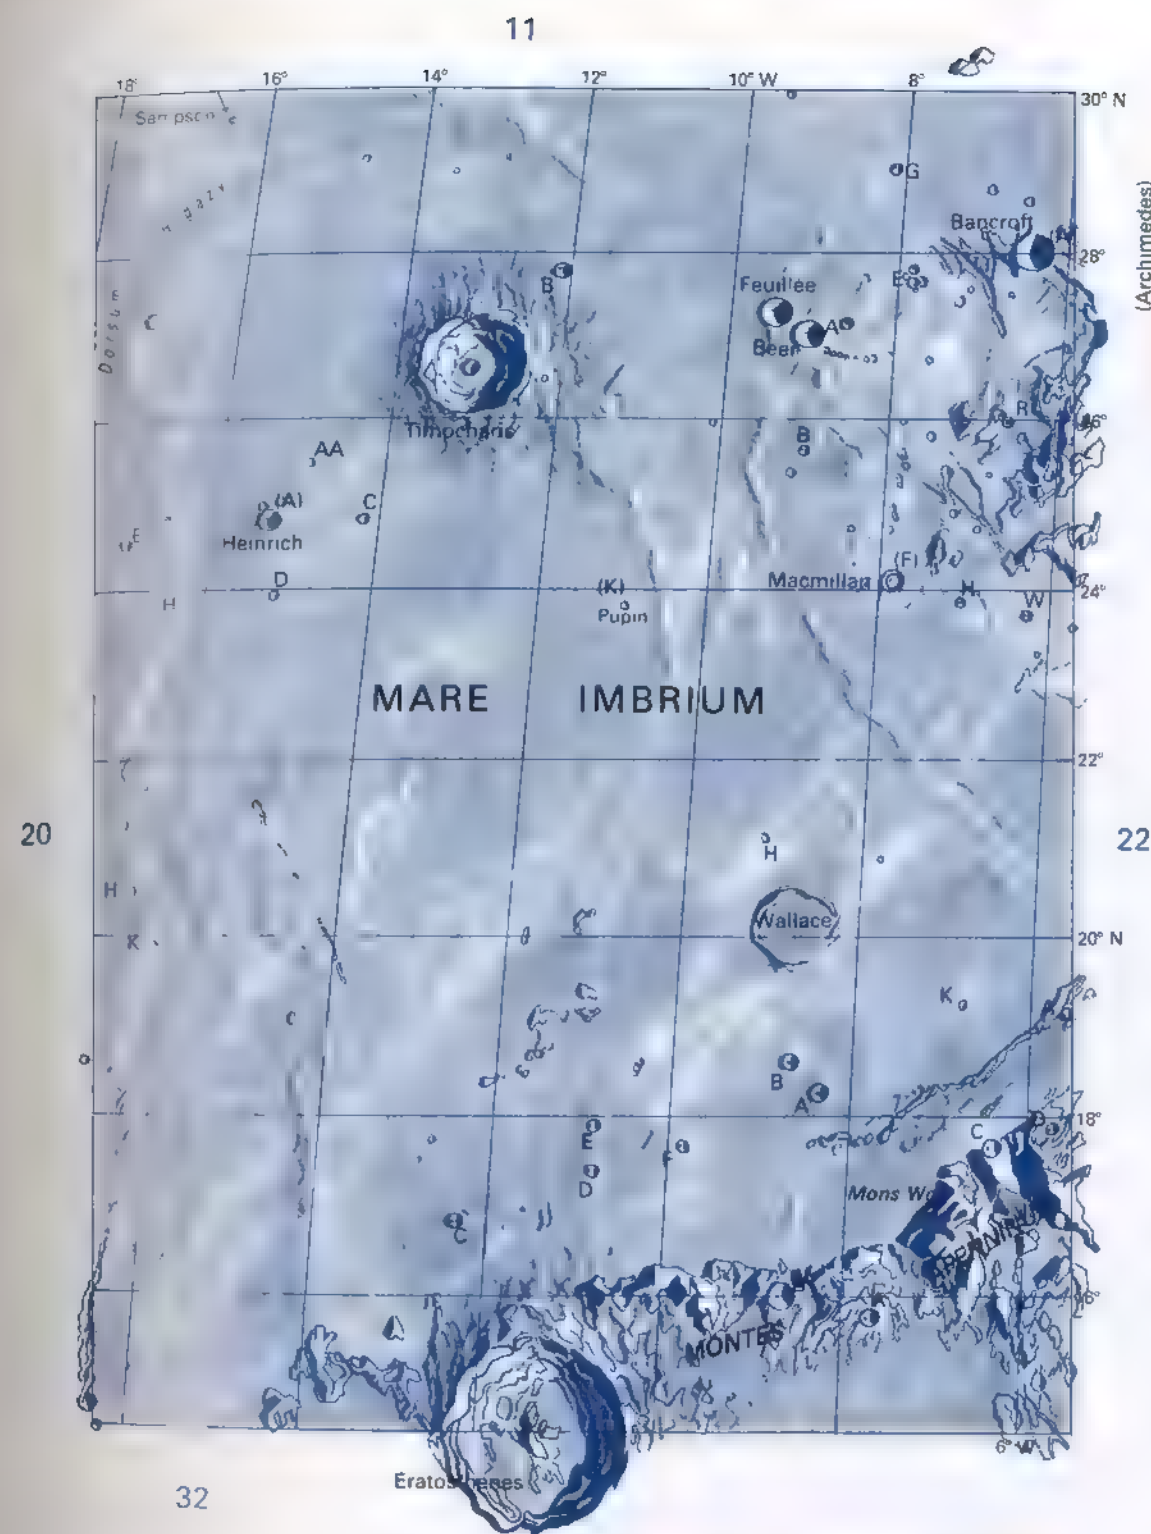 11
18° 16° 14° 12° 10° W 8°
30° N
Sampson
G
(Archimedes)
Bancroft
28°
B
Feuillée
E
Dorsum
A
Beer
R
26°
Timocharis
B
AA
(A)
C
Heinrich
E
(F)
Macmillan
D
(K)
H
24°
H
Pupin
W
MARE IMBRIUM
22°
20
22
H
H
Wallace
K
20° N
K
B
A
18°
E
C
F
D
Mons Wo
C
APENNINUS
16°
MONTES
6° W
Eratosthenes
32